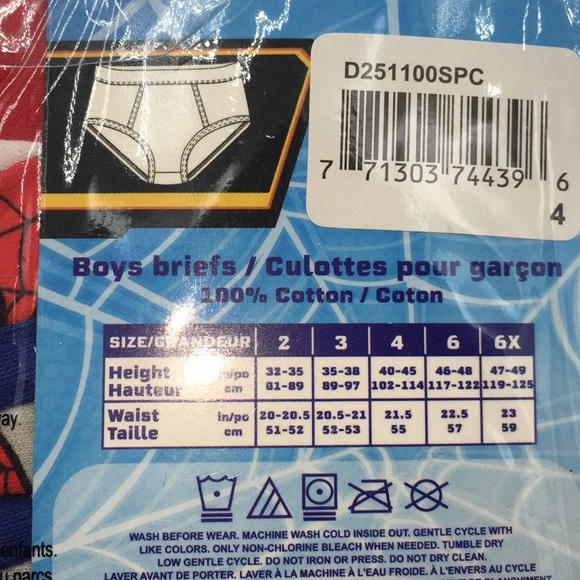 D251100SPC
7 71303 74439 6
4
Boys briefs / Culottes pour garçon
100% Cotton / Coton
SIZE/GRANDEUR 2 3 4 6 6X
Height in/po 32-35 35-38 40-45 46-48 47-49
Hauteur cm 81-89 89-97 102-114 117-122 119-125
Waist in/po 20-20.5 20.5-21 21.5 22.5 23
Taille cm 51-52 52-53 55 57 59
way.
WASH BEFORE WEAR. MACHINE WASH COLD INSIDE OUT. GENTLE CYCLE WITH
LIKE COLORS. ONLY NON-CHLORINE BLEACH WHEN NEEDED. TUMBLE DRY
LOW GENTLE CYCLE. DO NOT IRON OR PRESS. DO NOT DRY CLEAN.
enfants.
LAVER AVANT DE PORTER. LAVER À LA MACHINE À L'EAU FROIDE, À L'ENVERS AU CYCLE
parcs